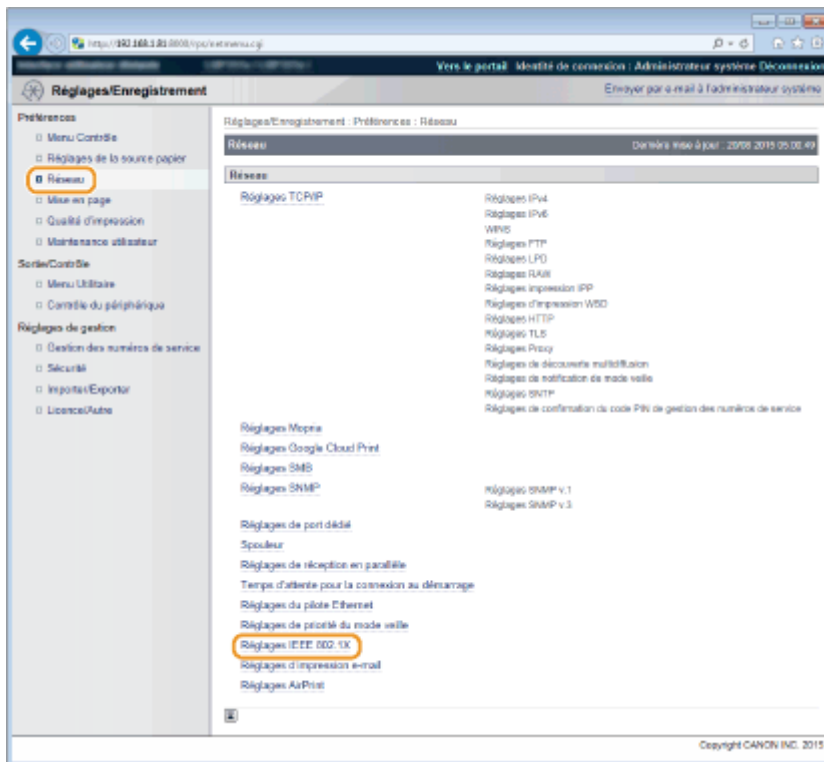 http://192.168.1.81:8000/rps/netmenu.cgi
Vers le portail Identité de connexion : Administrateur système Déconnexion
Réglages/Enregistrement
Envoyer par e-mail à l'administrateur système
Préférences
Menu Contrôle
Réglages de la source papier
Réseau
Mise en page
Qualité d'impression
Maintenance utilisateur
Sortie/Contrôle
Menu Utilitaire
Contrôle du périphérique
Réglages de gestion
Gestion des numéros de service
Sécurité
Importer/Exporter
Licence/Autre
Réglages/Enregistrement : Préférences : Réseau
Réseau
Dernière mise à jour : 20/08 2015 05:00:49
Réseau
Réglages TCP/IP
Réglages IPv4
Réglages IPv6
WINS
Réglages FTP
Réglages LPD
Réglages RAW
Réglages impression IPP
Réglages d'impression WSD
Réglages HTTP
Réglages TLS
Réglages Proxy
Réglages de découverte multidiffusion
Réglages de notification de mode veille
Réglages SNTP
Réglages de confirmation du code PIN de gestion des numéros de service
Réglages Mopria
Réglages Google Cloud Print
Réglages SMB
Réglages SNMP
Réglages SNMP v.1
Réglages SNMP v.3
Réglages de port dédié
Spouleur
Réglages de réception en parallèle
Temps d'attente pour la connexion au démarrage
Réglages du pilote Ethernet
Réglages de priorité du mode veille
Réglages IEEE 802.1X
Réglages d'impression e-mail
Réglages AirPrint
Copyright CANON INC. 2015